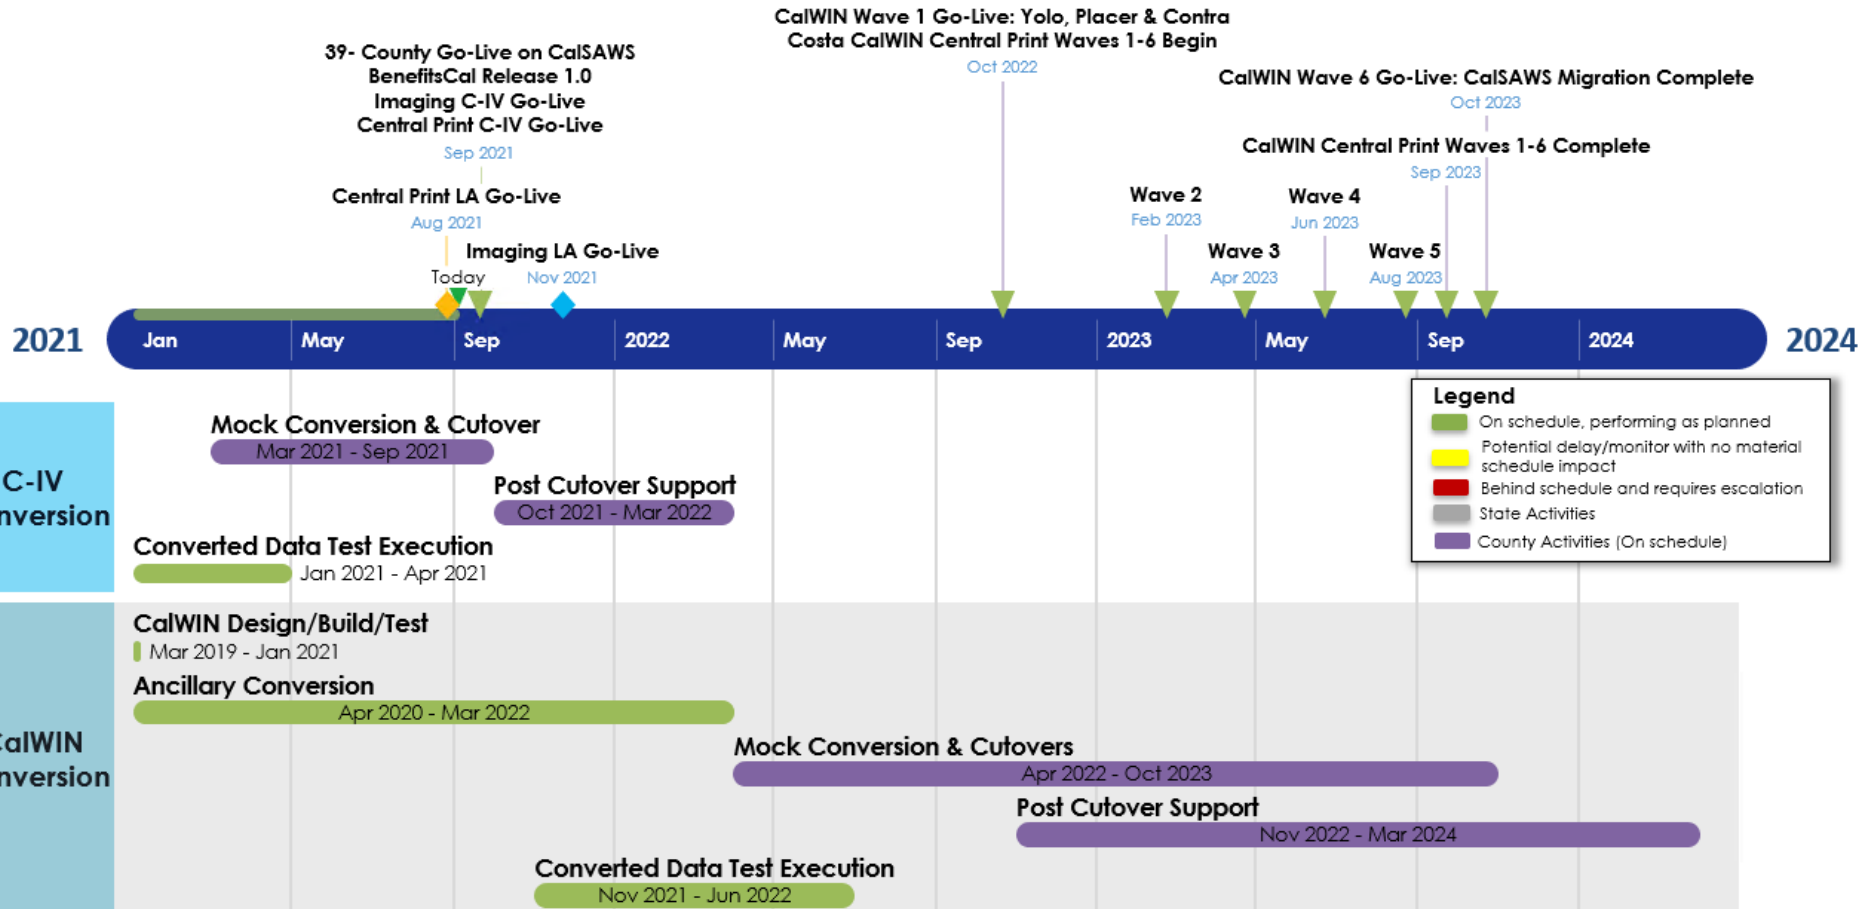 CalWIN Wave 1 Go-Live: Yolo, Placer & Contra
Costa CalWIN Central Print Waves 1-6 Begin
Oct 2022
39- County Go-Live on CalSAWS
BenefitsCal Release 1.0
Imaging C-IV Go-Live
Central Print C-IV Go-Live
Sep 2021
CalWIN Wave 6 Go-Live: CalSAWS Migration Complete
Oct 2023
CalWIN Central Print Waves 1-6 Complete
Sep 2023
Central Print LA Go-Live
Aug 2021
Wave 2
Feb 2023
Wave 4
Jun 2023
Imaging LA Go-Live
Nov 2021
Today
Wave 3
Apr 2023
Wave 5
Aug 2023
2021
Jan
May
Sep
2022
May
Sep
2023
May
Sep
2024
2024
Legend
On schedule, performing as planned
Potential delay/monitor with no material
schedule impact
Behind schedule and requires escalation
State Activities
County Activities (On schedule)
C-IV
nversion
Mock Conversion & Cutover
Mar 2021 - Sep 2021
Post Cutover Support
Oct 2021 - Mar 2022
Converted Data Test Execution
Jan 2021 - Apr 2021
CalWIN
nversion
CalWIN Design/Build/Test
Mar 2019 - Jan 2021
Ancillary Conversion
Apr 2020 - Mar 2022
Mock Conversion & Cutovers
Apr 2022 - Oct 2023
Post Cutover Support
Nov 2022 - Mar 2024
Converted Data Test Execution
Nov 2021 - Jun 2022